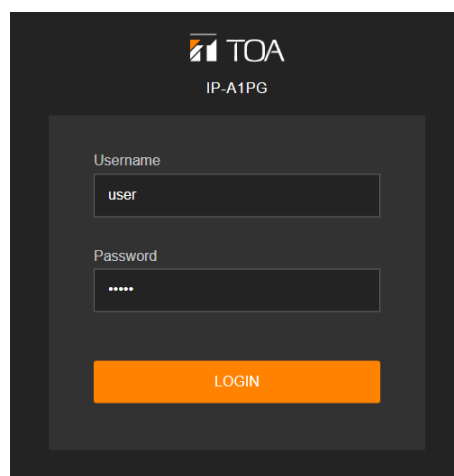 TOA
IP-A1PG
Username
user
Password
•••••
LOGIN